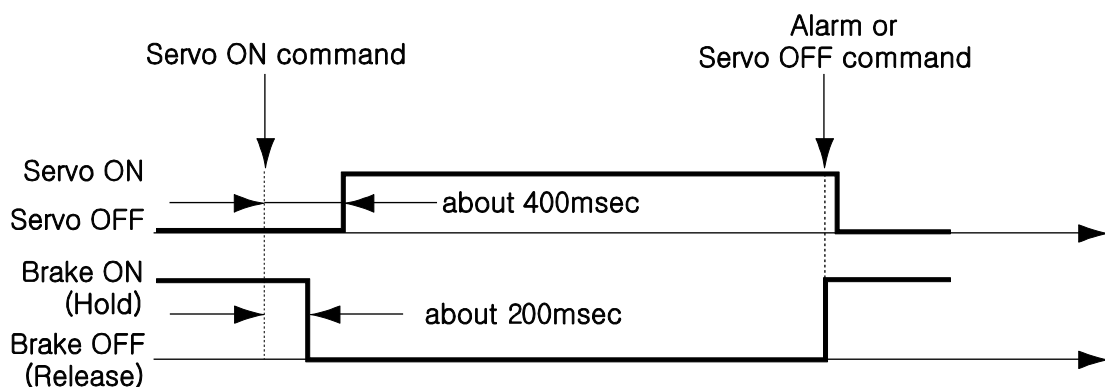 Servo ON command
Alarm or
Servo OFF command
Servo ON
about 400msec
Servo OFF
Brake ON
(Hold)
about 200msec
Brake OFF
(Release)